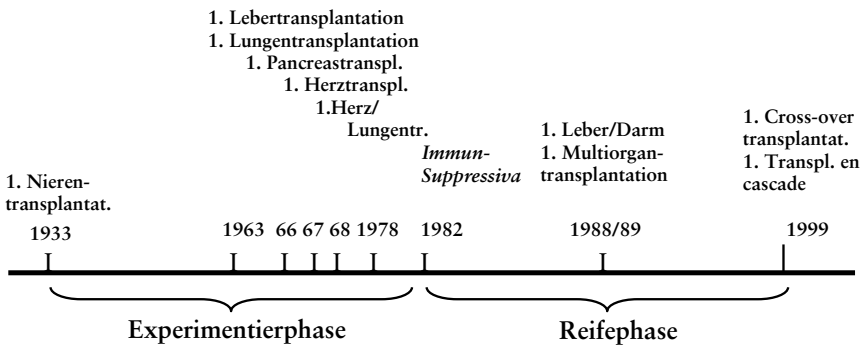 1. Lebertransplantation
1. Lungentransplantation
1. Pancreastranspl.
1. Herztranspl.
1.Herz/
Lungentr.
Immun-
Suppressiva
1. Leber/Darm
1. Multiorgan-
transplantation
1. Cross-over
transplantat.
1. Transpl. en
cascade
1. Nieren-
transplantat.
1933
1963
66
67
68
1978
1982
1988/89
1999
Experimentierphase
Reifephase